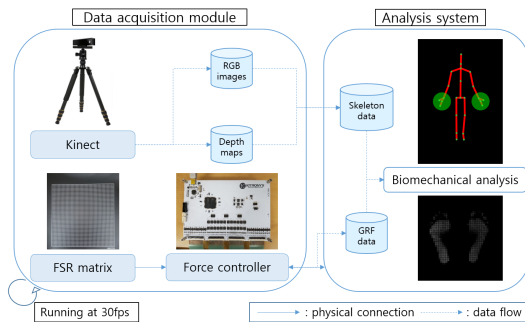 Data acquisition module
Analysis system
RGB
images
Skeleton
data
Kinect
Depth
maps
Biomechanical analysis
GRF
data
FSR matrix
Force controller
Running at 30fps
: physical connection
: data flow